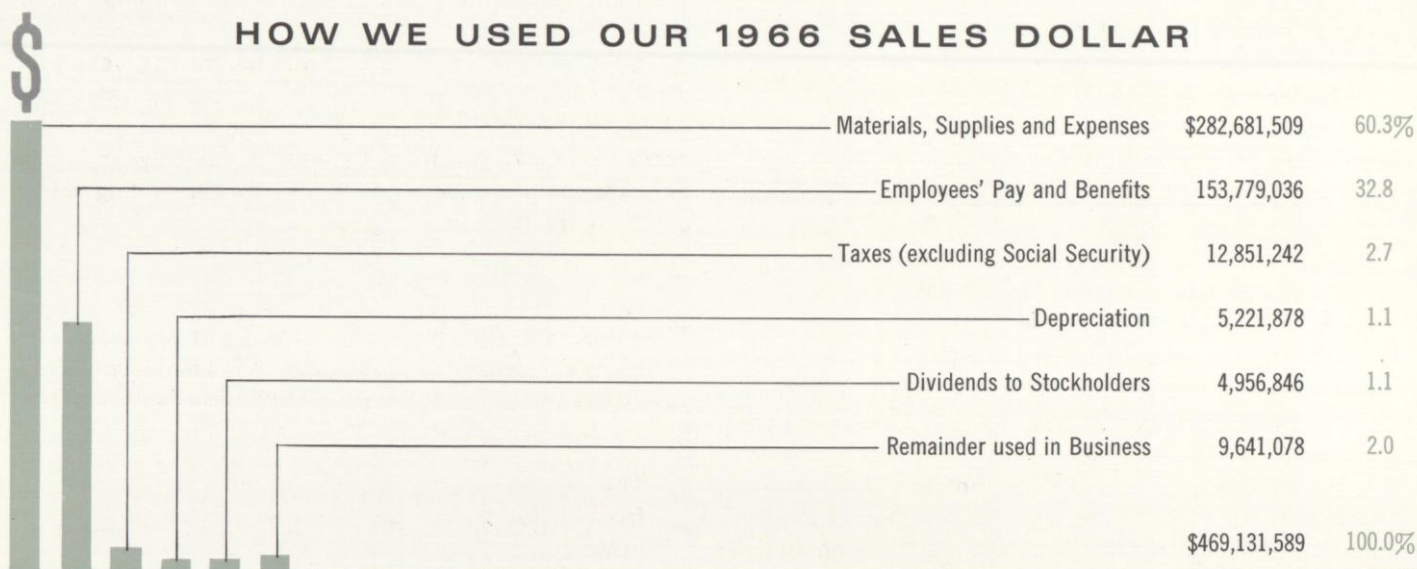 $
HOW WE USED OUR 1966 SALES DOLLAR
Materials, Supplies and Expenses $282,681,509 60.3%
Employees' Pay and Benefits 153,779,036 32.8
Taxes (excluding Social Security) 12,851,242 2.7
Depreciation 5,221,878 1.1
Dividends to Stockholders 4,956,846 1.1
Remainder used in Business 9,641,078 2.0
$469,131,589 100.0%